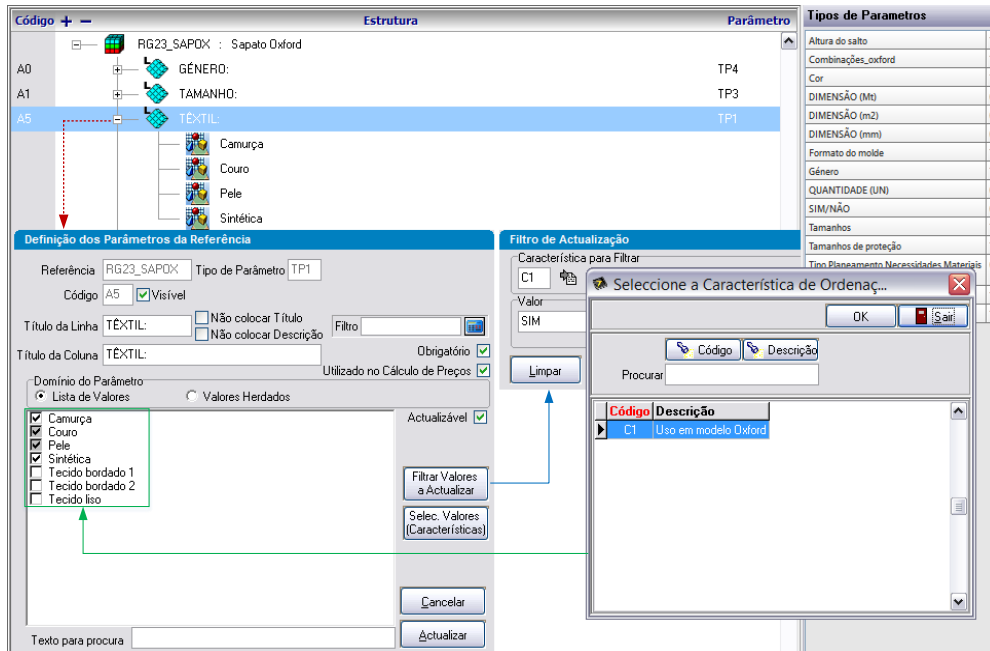 Código + − Estrutura Parâmetro
RG23_SAPOX : Sapato Oxford
A0 GÉNERO: TP4
A1 TAMANHO: TP3
A5 TÊXTIL: TP1
Camurça
Couro
Pele
Sintética
Tipos de Parametros
Altura do salto
Combinações_oxford
Cor
DIMENSÃO (Mt)
DIMENSÃO (m2)
DIMENSÃO (mm)
Formato do molde
Género
QUANTIDADE (UN)
SIM/NÃO
Tamanhos
Tamanhos de proteção
Tipo Planeamento Necessidades Materiais
Definição dos Parâmetros da Referência
Referência RG23_SAPOX Tipo de Parâmetro TP1
Código A5 Visível
Título da Linha TÊXTIL: Não colocar Título
Não colocar Descrição Filtro
Título da Coluna TÊXTIL: Obrigatório
Utilizado no Cálculo de Preços
Domínio do Parâmetro
Lista de Valores Valores Herdados
Camurça
Couro
Pele
Sintética
Tecido bordado 1
Tecido bordado 2
Tecido liso
Actualizável
Filtrar Valores
a Actualizar
Selec. Valores
(Características)
Cancelar
Actualizar
Texto para procura
Filtro de Actualização
Característica para Filtrar
C1
Valor
SIM
Limpar
Seleccione a Característica de Ordenaç...
OK Sair
Código Descrição
Procurar
Código Descrição
C1 Uso em modelo Oxford